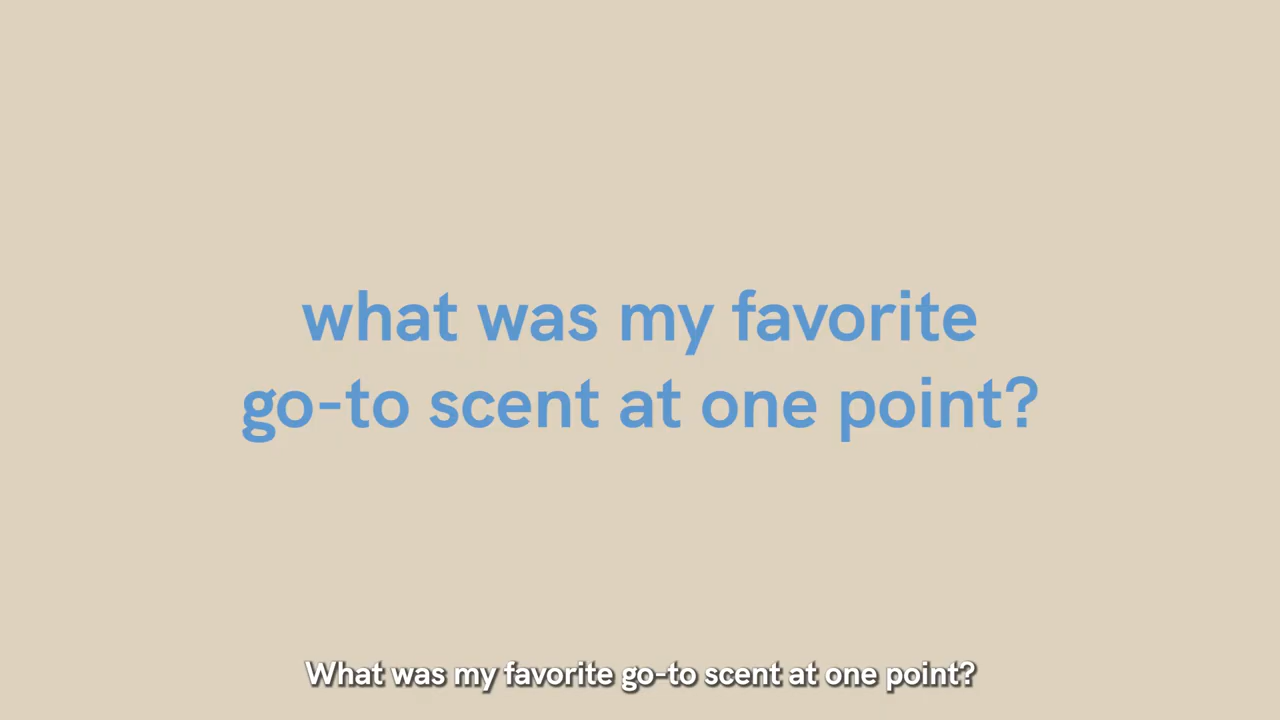 what was my favorite
go-to scent at one point?
What was my favorite go-to scent at one point?